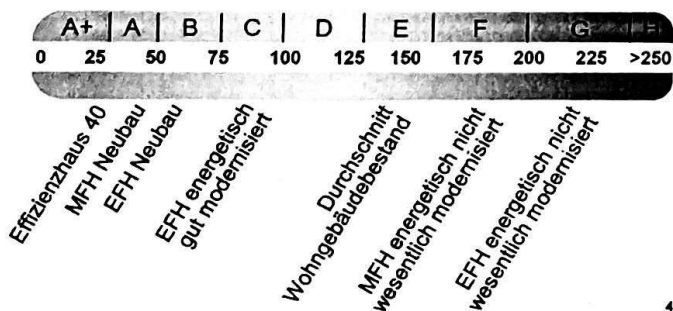 A+ A B C D E F G H
0 25 50 75 100 125 150 175 200 225 >250
Effizienzhaus 40
MFH Neubau
EFH Neubau
EFH energetisch
gut modernisiert
Durchschnitt
Wohngebäudebestand
MFH energetisch nicht
wesentlich modernisiert
EFH energetisch nicht
wesentlich modernisiert
4